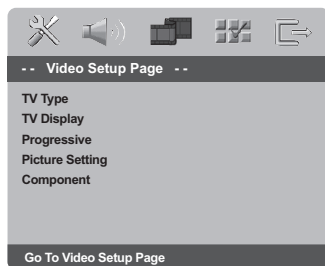 - - Video Setup Page - -
TV Type
TV Display
Progressive
Picture Setting
Component
Go To Video Setup Page